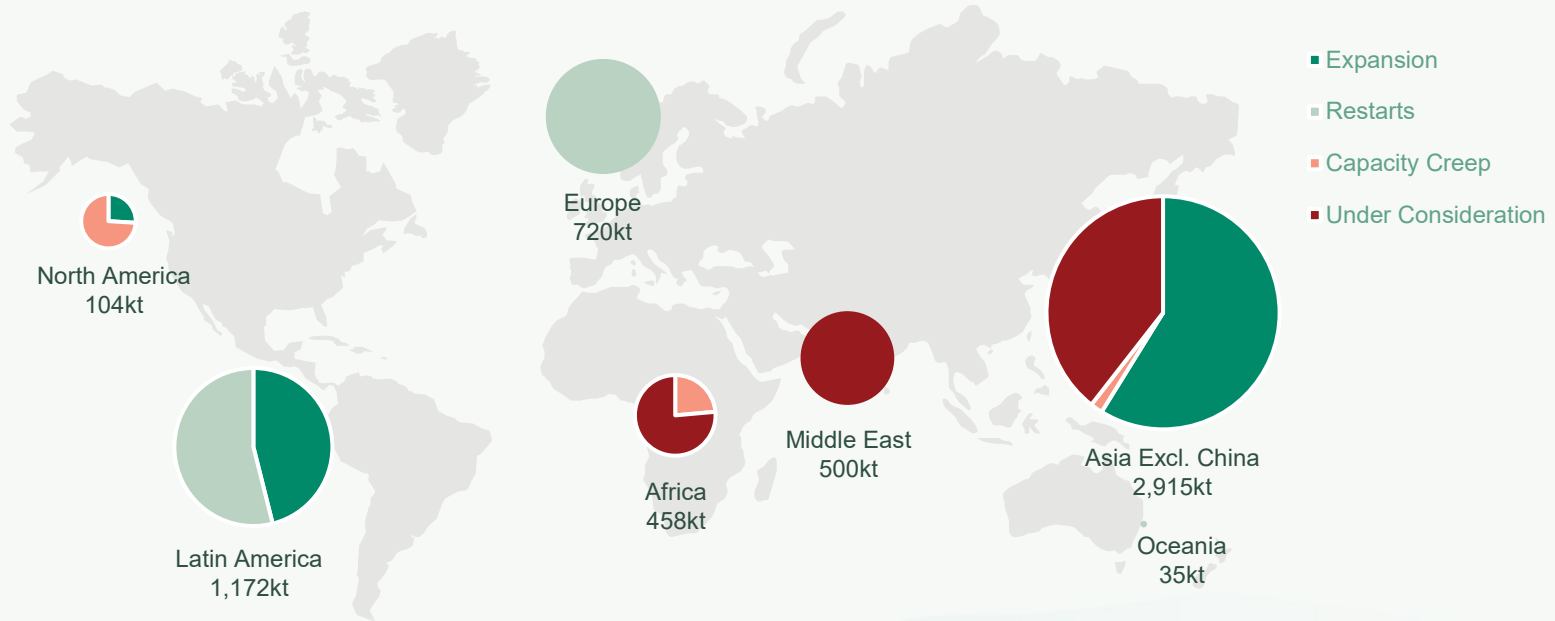 Expansion
Restarts
Capacity Creep
Under Consideration
North America
104kt
Europe
720kt
Latin America
1,172kt
Africa
458kt
Middle East
500kt
Asia Excl. China
2,915kt
Oceania
35kt